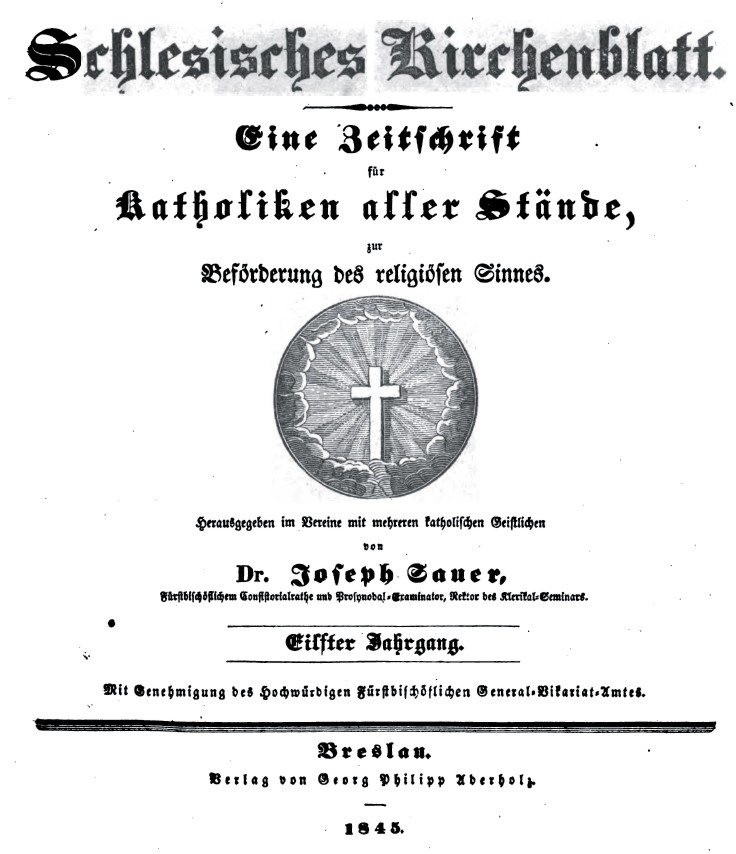 Schlesisches Kirchenblatt.
Eine Zeitschrift
für
Katholiken aller Stände,
zur
Beförderung des religiösen Sinnes.
Herausgegeben im Vereine mit mehreren katholischen Geistlichen
von
Dr. Joseph Sauer,
Fürstbischöflichem Consistorialrathe und Prosynodal-Examinator, Rektor des Klerikal-Seminars.
Eilfter Jahrgang.
Mit Genehmigung des Hochwürdigen Fürstbischöflichen General-Vikariat-Amtes.
Breslau.
Verlag von Georg Philipp Aderholz.
1845.